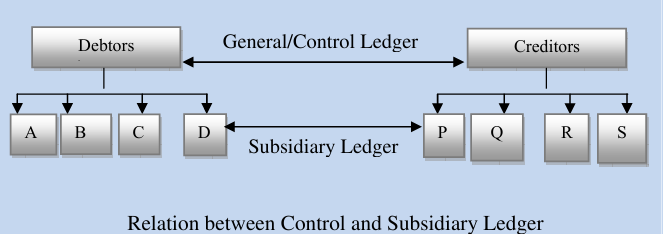 General/Control Ledger
Debtors
Creditors
A
B
C
D
P
Q
R
S
Subsidiary Ledger
Relation between Control and Subsidiary Ledger